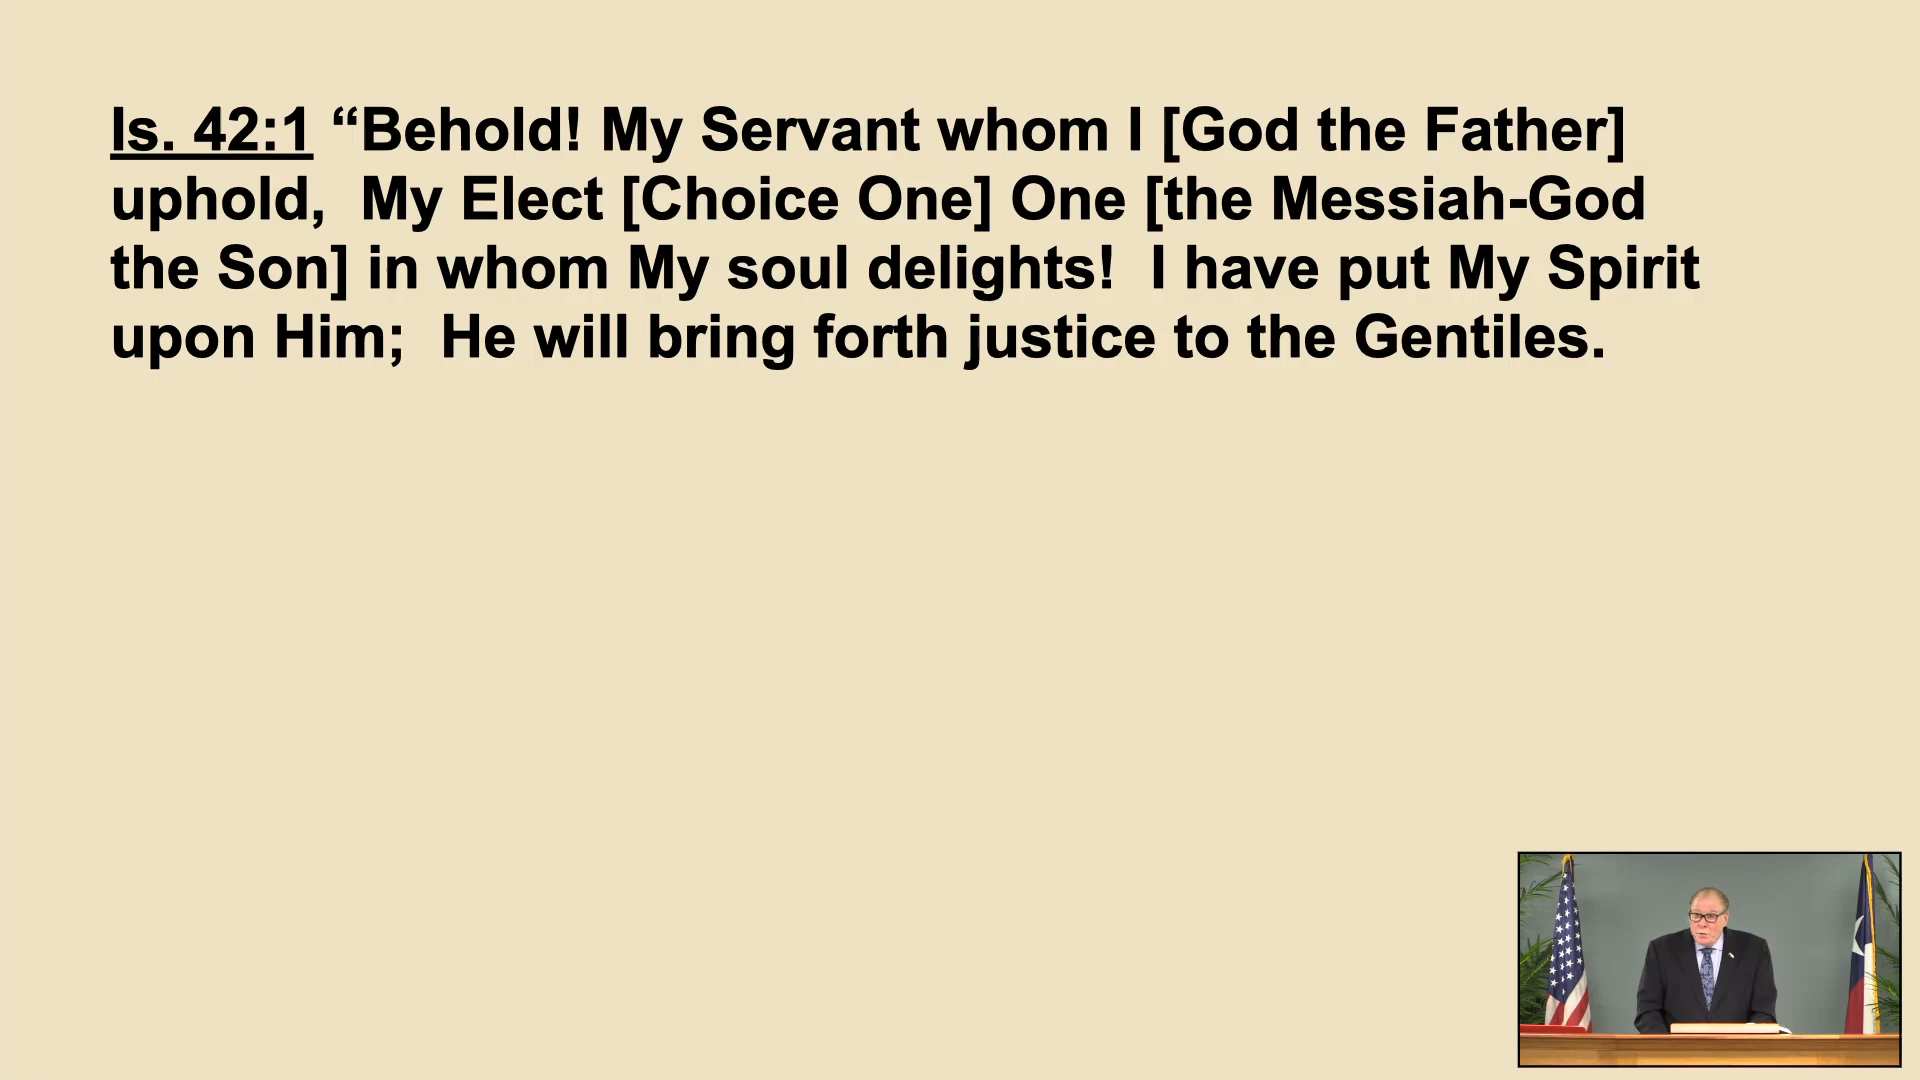 Is. 42:1 “Behold! My Servant whom I [God the Father]
uphold,  My Elect [Choice One] One [the Messiah-God
the Son] in whom My soul delights!  I have put My Spirit
upon Him;  He will bring forth justice to the Gentiles.